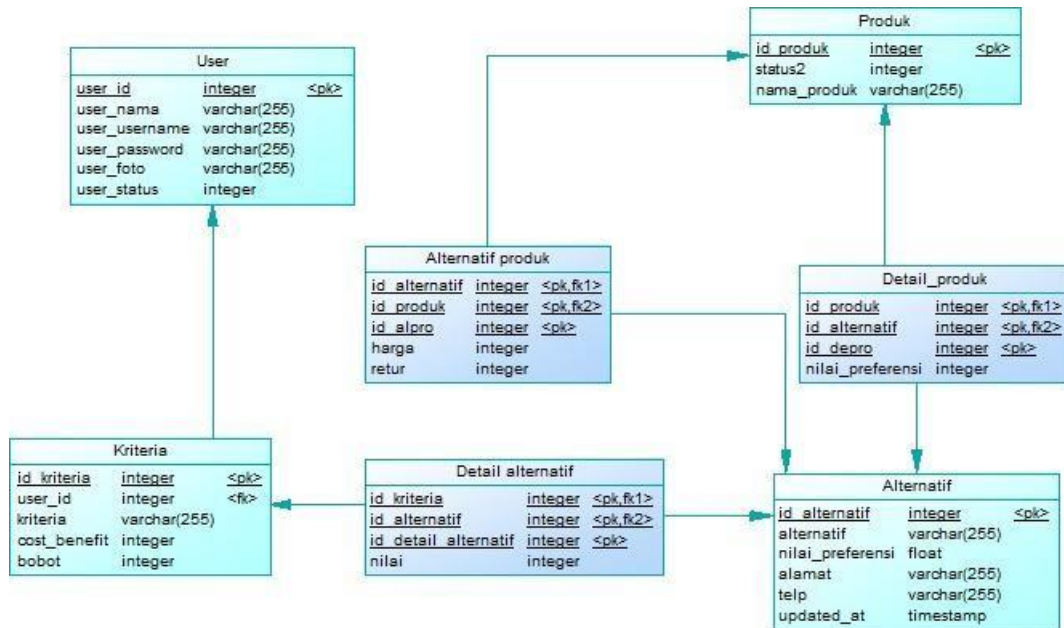 User
user_id integer <pk>
user_nama varchar(255)
user_username varchar(255)
user_password varchar(255)
user_foto varchar(255)
user_status integer
Produk
id_produk integer <pk>
status2 integer
nama_produk varchar(255)
Alternatif produk
id_alternatif integer <pk,fk1>
id_produk integer <pk,fk2>
id_alpro integer <pk>
harga integer
retur integer
Detail_produk
id_produk integer <pk,fk1>
id_alternatif integer <pk,fk2>
id_depro integer <pk>
nilai_preferensi integer
Kriteria
id_kriteria integer <pk>
user_id integer <fk>
kriteria varchar(255)
cost_benefit integer
bobot integer
Detail alternatif
id_kriteria integer <pk,fk1>
id_alternatif integer <pk,fk2>
id_detail_alternatif integer <pk>
nilai integer
Alternatif
id_alternatif integer <pk>
alternatif varchar(255)
nilai_preferensi float
alamat varchar(255)
telp varchar(255)
updated_at timestamp